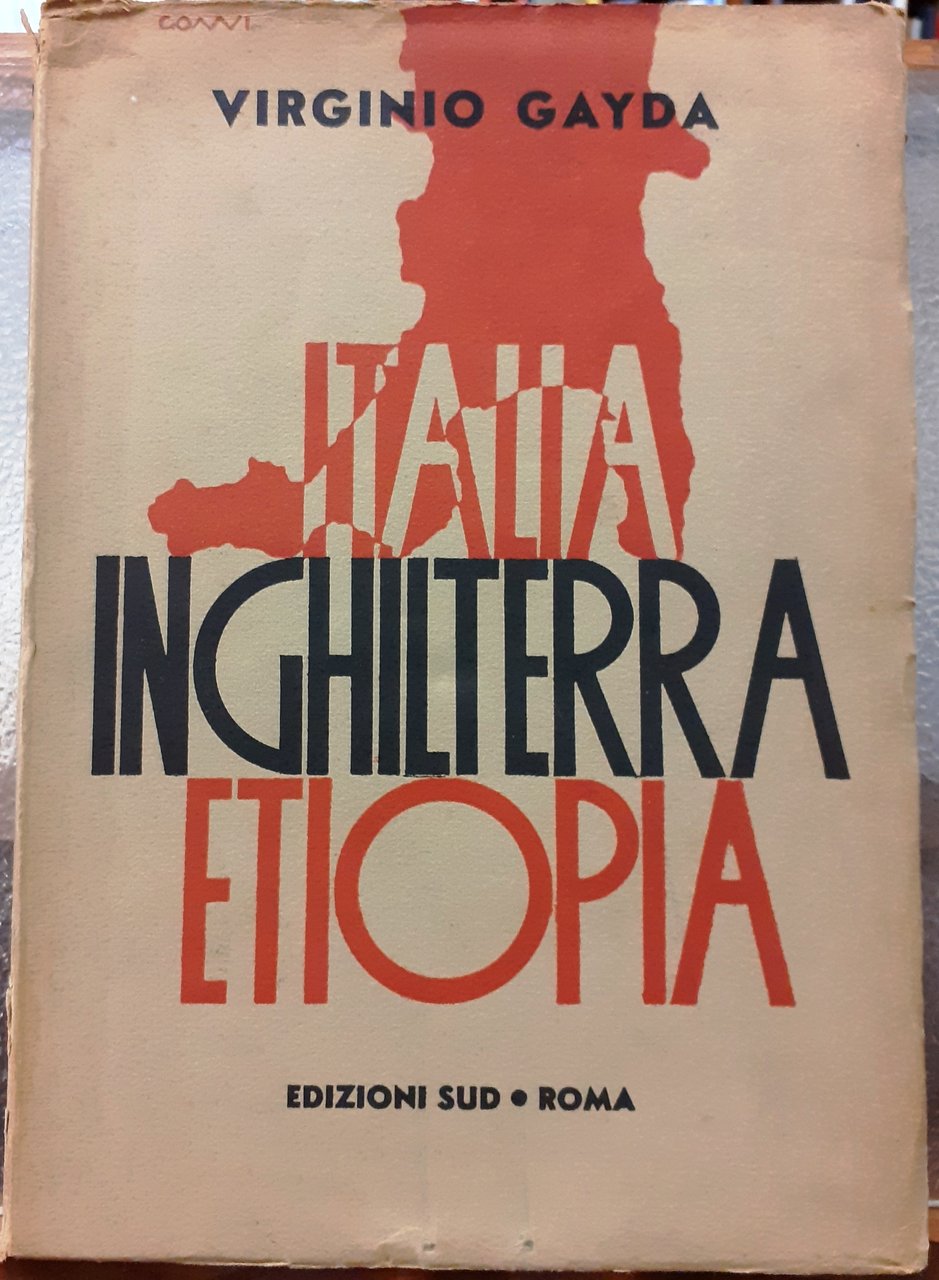 VIRGINIO GAYDA
ITALIA
INGHILTERRA
ETIOPIA
EDIZIONI SUD • ROMA